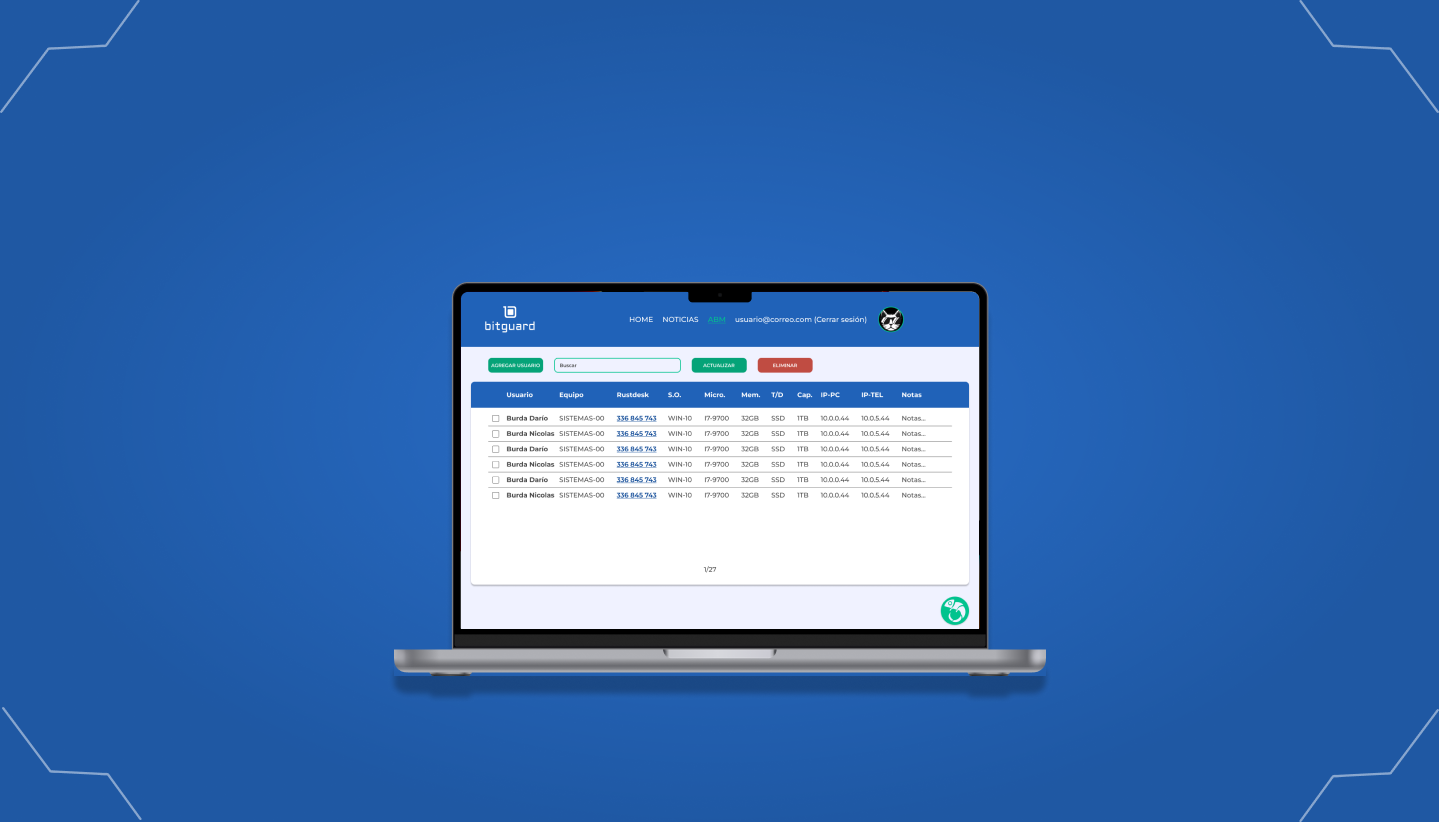 bitguard
HOME NOTICIAS ABM usuario@correo.com (Cerrar sesión)
AGREGAR USUARIO Buscar ACTUALIZAR ELIMINAR
Usuario Equipo Rustdesk S.O. Micro. Mem. T/D Cap. IP-PC IP-TEL Notas
Burda Darío SISTEMAS-00 336 845 743 WIN-10 I7-9700 32GB SSD 1TB 10.0.0.44 10.0.5.44 Notas...
Burda Nicolas SISTEMAS-00 336 845 743 WIN-10 I7-9700 32GB SSD 1TB 10.0.0.44 10.0.5.44 Notas...
Burda Darío SISTEMAS-00 336 845 743 WIN-10 I7-9700 32GB SSD 1TB 10.0.0.44 10.0.5.44 Notas...
Burda Nicolas SISTEMAS-00 336 845 743 WIN-10 I7-9700 32GB SSD 1TB 10.0.0.44 10.0.5.44 Notas...
Burda Darío SISTEMAS-00 336 845 743 WIN-10 I7-9700 32GB SSD 1TB 10.0.0.44 10.0.5.44 Notas...
Burda Nicolas SISTEMAS-00 336 845 743 WIN-10 I7-9700 32GB SSD 1TB 10.0.0.44 10.0.5.44 Notas...
1/27